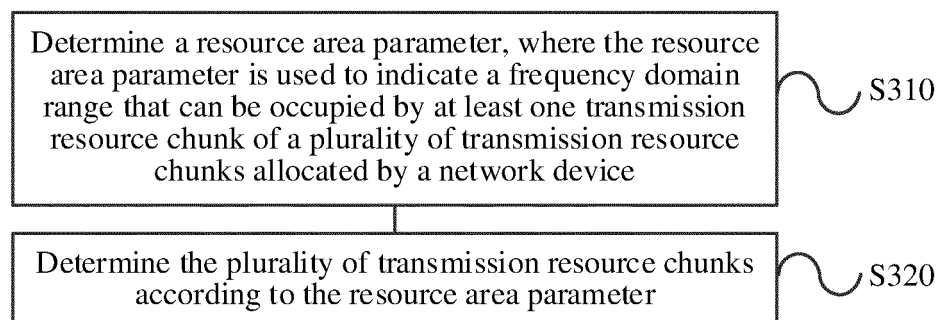 Determine a resource area parameter, where the resource
area parameter is used to indicate a frequency domain
range that can be occupied by at least one transmission
resource chunk of a plurality of transmission resource
chunks allocated by a network device
S310
Determine the plurality of transmission resource chunks
according to the resource area parameter
S320